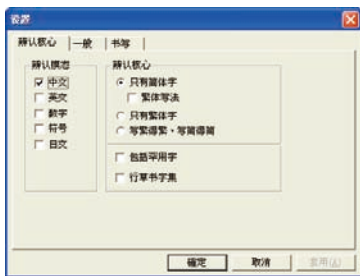 设置
辨认核心 一般 书写
辨认模态 辨认核心
中文 只有简体字
英文 繁体写法
数字 只有繁体字
符号 写繁得繁、写简得简
日文
包括罕用字
行草书字集
確定 取消 套用(A)